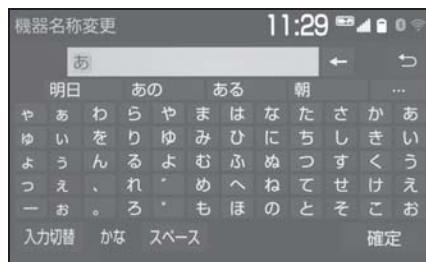 機器名称変更 11:29
あ
明日 あの ある 朝 …
ゃ ぁ わ ら や ま は な た さ か あ
ゅ ぃ を り ゆ み ひ に ち し き い
ょ ぅ ん る よ む ふ ぬ つ す く う
っ ぇ 、 れ ゛ め へ ね て せ け え
ー ぉ 。 ろ ゜ も ほ の と そ こ お
入力切替 かな スペース 確定